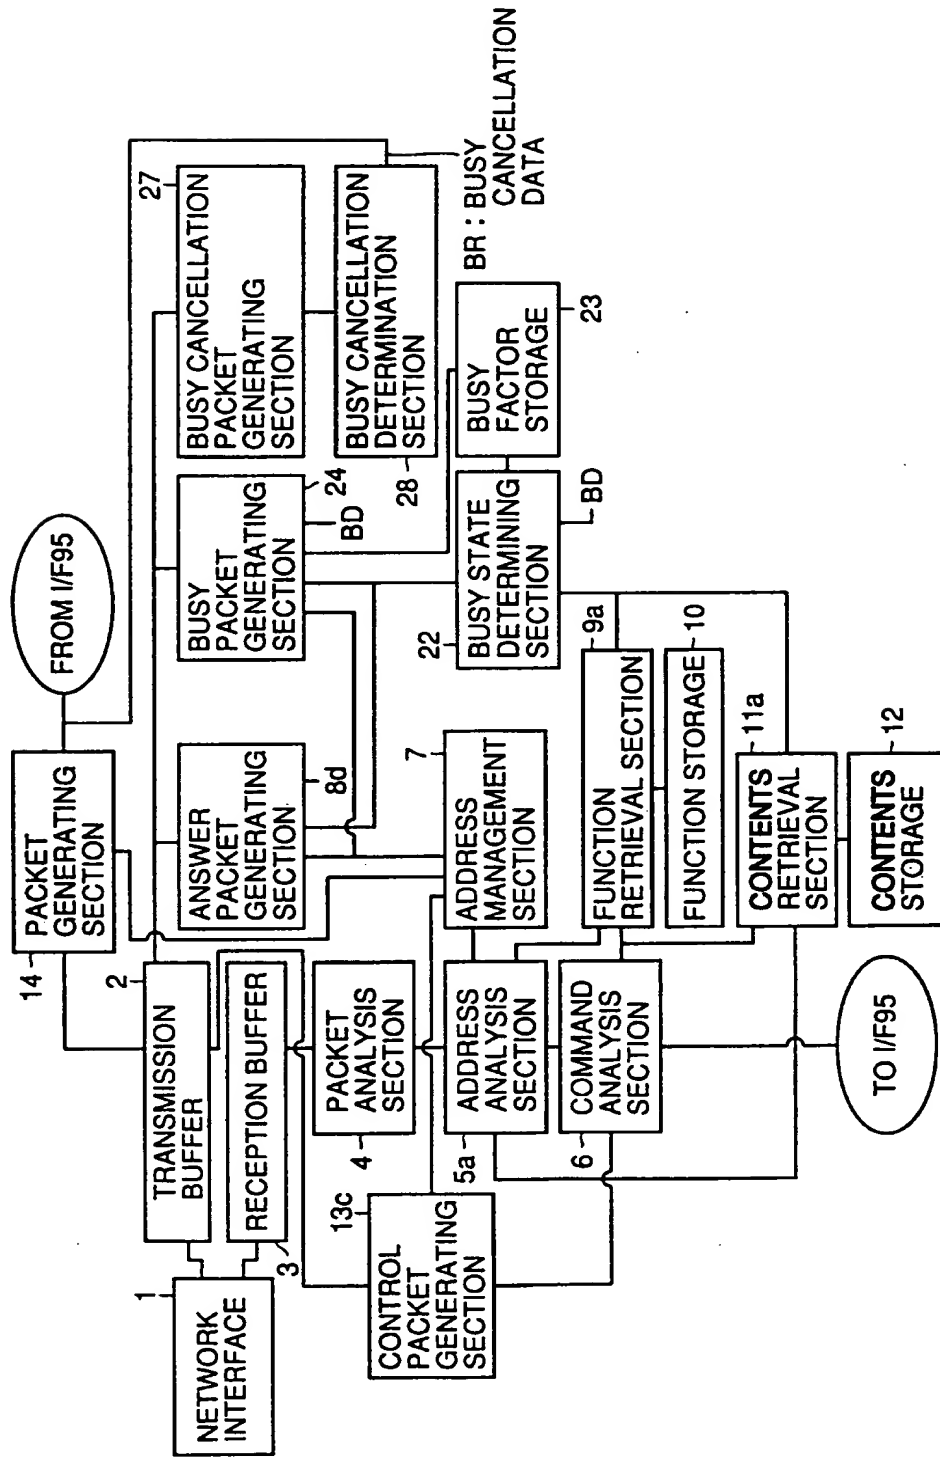 FROM I/F95
14
PACKET
GENERATING
SECTION
1
NETWORK
INTERFACE
2
TRANSMISSION
BUFFER
ANSWER
PACKET
GENERATING
SECTION
8d
BUSY
PACKET
GENERATING
SECTION
24
BD
BUSY CANCELLATION
PACKET
GENERATING
SECTION
27
3
RECEPTION BUFFER
BUSY CANCELLATION
DETERMINATION
SECTION
28
BR : BUSY
CANCELLATION
DATA
4
PACKET
ANALYSIS
SECTION
13c
CONTROL
PACKET
GENERATING
SECTION
5a
ADDRESS
ANALYSIS
SECTION
7
ADDRESS
MANAGEMENT
SECTION
22
BUSY STATE
DETERMINING
SECTION
BD
BUSY
FACTOR
STORAGE
23
6
COMMAND
ANALYSIS
SECTION
9a
FUNCTION
RETRIEVAL SECTION
FUNCTION STORAGE
10
11a
CONTENTS
RETRIEVAL
SECTION
12
CONTENTS
STORAGE
TO I/F95